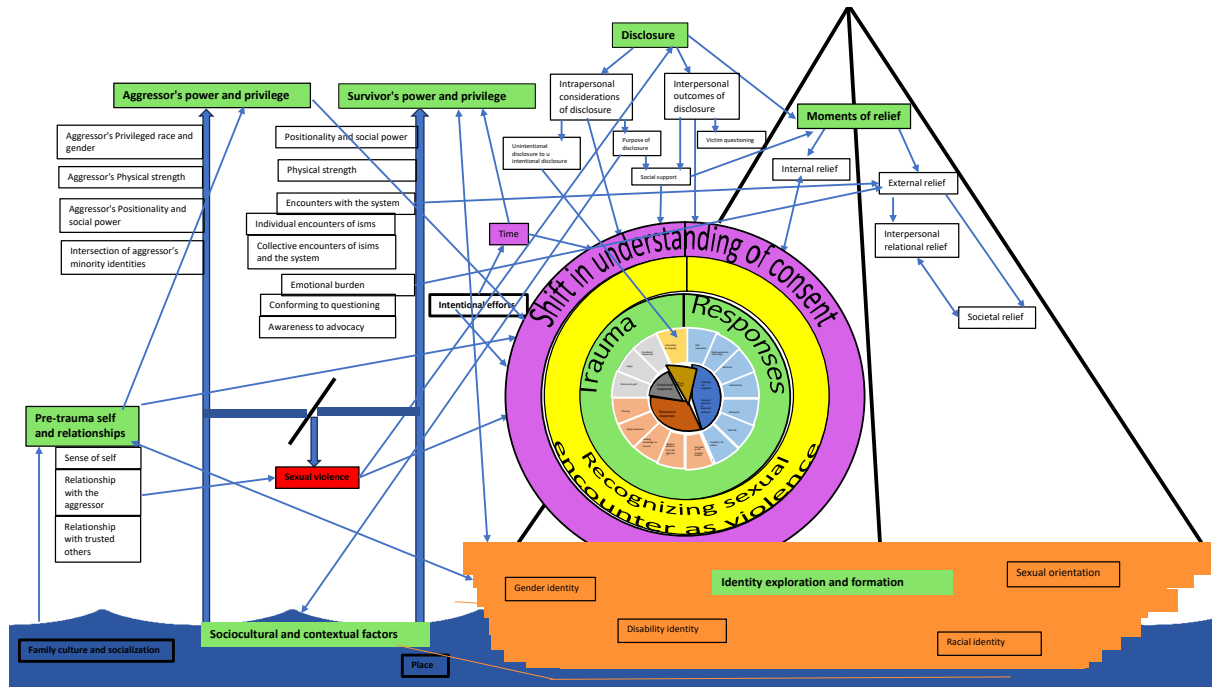 Disclosure
Intrapersonal
considerations
of disclosure
Interpersonal
outcomes of
disclosure
Aggressor's power and privilege
Survivor's power and privilege
Moments of relief
Aggressor's Privileged race and
gender
Aggressor's Physical strength
Aggressor's Positionality and
social power
Intersection of aggressor's
minority identities
Positionality and social power
Physical strength
Encounters with the system
Individual encounters of isms
Collective encounters of isims
and the system
Emotional burden
Conforming to questioning
Awareness to advocacy
Unintentional
disclosure to u
intentional disclosure
Purpose of
disclosure
Victim questioning
Social support
Internal relief
External relief
Interpersonal
relational relief
Societal relief
Time
Intentional efforts
Shift in understanding of consent
Trauma Responses
Recognizing sexual
encounter as violence
Emotional
responses
Behavioral
responses
Pre-trauma self
and relationships
Sense of self
Relationship
with the
aggressor
Relationship
with trusted
others
Sexual violence
Identity exploration and formation
Gender identity
Sexual orientation
Disability identity
Racial identity
Sociocultural and contextual factors
Family culture and socialization
Place